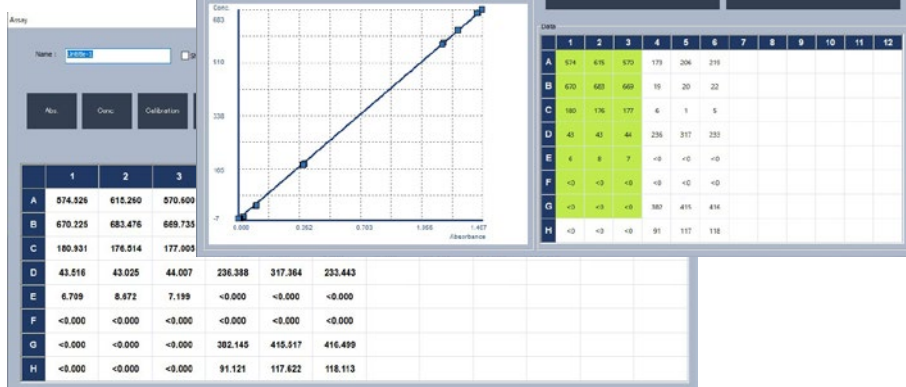 Assay
Name :
Abs.
Conc.
Calibration
1 2 3
A 574.526 618.260 570.600
B 670.225 683.476 669.735
C 180.931 176.514 177.005
D 43.516 43.025 44.007 236.388 317.364 233.443
E 6.709 8.672 7.199 <0.000 <0.000 <0.000
F <0.000 <0.000 <0.000 <0.000 <0.000 <0.000
G <0.000 <0.000 <0.000 382.145 415.517 416.499
H <0.000 <0.000 <0.000 91.121 117.622 118.113
Conc.
683
510
338
165
-7
0.000 0.352 0.703 1.407
Absorbance
Data
1 2 3 4 5 6 7 8 9 10 11 12
A 574 615 570 173 206 219
B 670 683 669 15 20 22
C 180 176 177 6 1 5
D 43 43 44 236 317 233
E 6 8 7 <0 <0 <0
F <0 <0 <0 <0 <0 <0
G <0 <0 <0 382 415 416
H <0 <0 <0 91 117 118